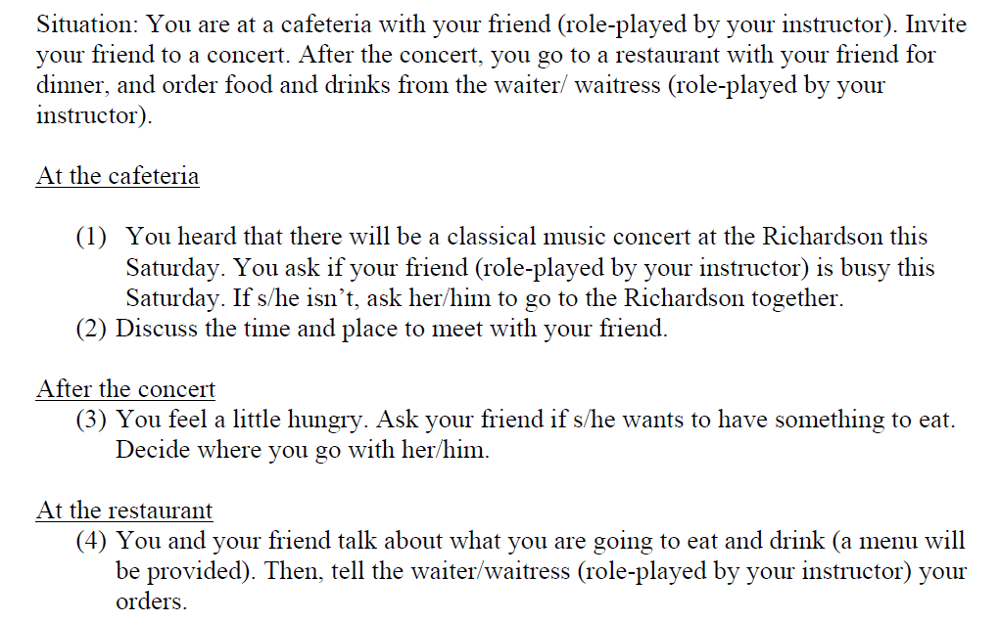 Situation: You are at a cafeteria with your friend (role-played by your instructor). Invite
your friend to a concert. After the concert, you go to a restaurant with your friend for
dinner, and order food and drinks from the waiter/ waitress (role-played by your
instructor).
At the cafeteria
(1) You heard that there will be a classical music concert at the Richardson this
Saturday. You ask if your friend (role-played by your instructor) is busy this
Saturday. If s/he isn’t, ask her/him to go to the Richardson together.
(2) Discuss the time and place to meet with your friend.
After the concert
(3) You feel a little hungry. Ask your friend if s/he wants to have something to eat.
Decide where you go with her/him.
At the restaurant
(4) You and your friend talk about what you are going to eat and drink (a menu will
be provided). Then, tell the waiter/waitress (role-played by your instructor) your
orders.